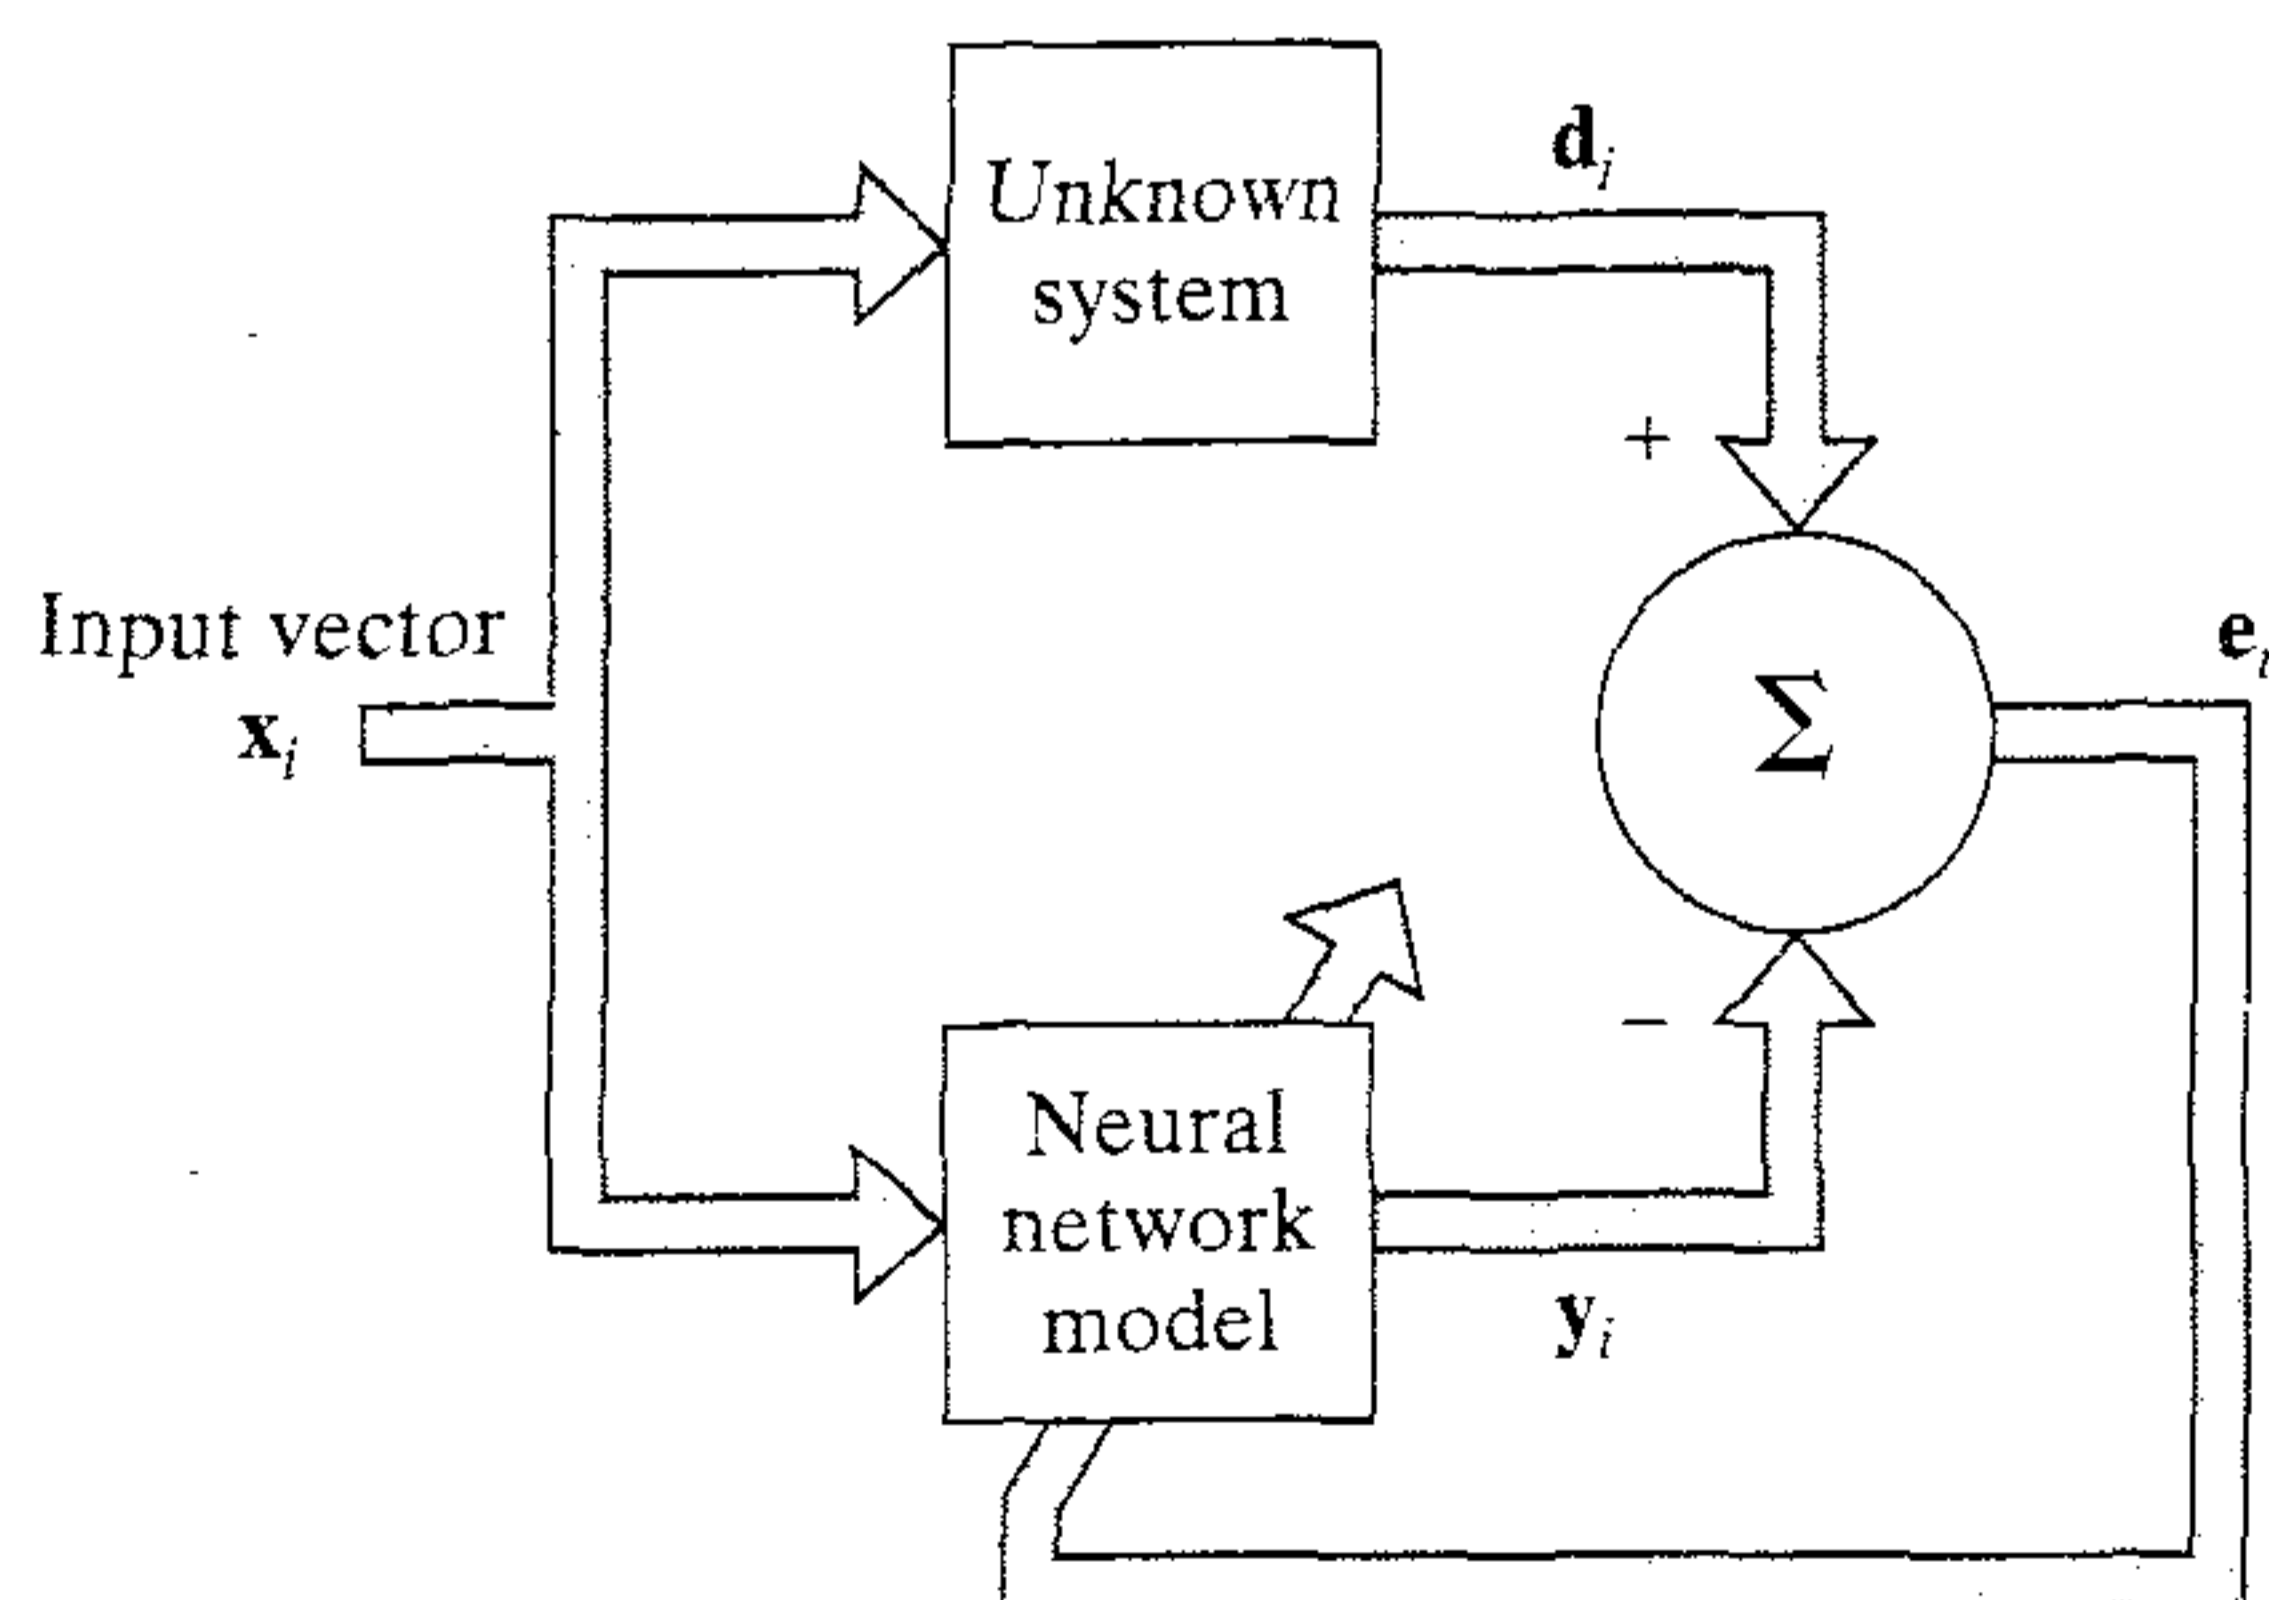 Unknown
system
d_i
+
Input vector
x_i
Σ
e_i
−
Neural
network
model
y_i